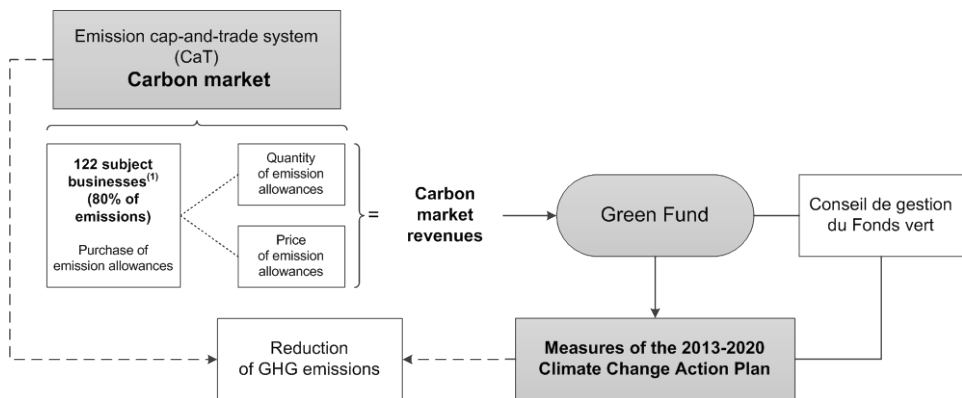 Emission cap-and-trade system
(CaT)
Carbon market
122 subject
businesses(1)
(80% of
emissions)
Purchase of
emission allowances
Quantity
of emission
allowances
Price
of emission
allowances
=
Carbon
market
revenues
Green Fund
Conseil de gestion
du Fonds vert
Reduction
of GHG emissions
Measures of the 2013-2020
Climate Change Action Plan